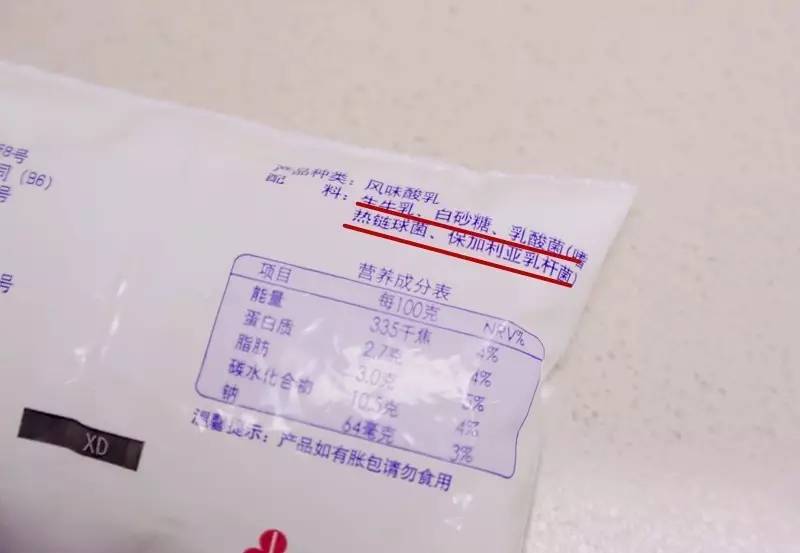 98号
司 (96)
号
号
产品种类：风味酸乳
配料：生牛乳、白砂糖、乳酸菌(嗜
热链球菌、保加利亚乳杆菌)
营养成分表
项目 每100克 NRV%
能量 335千焦 4%
蛋白质 2.7克 4%
脂肪 3.0克 5%
碳水化合物 10.5克 4%
钠 64毫克 3%
温馨提示：产品如有胀包请勿食用
XD